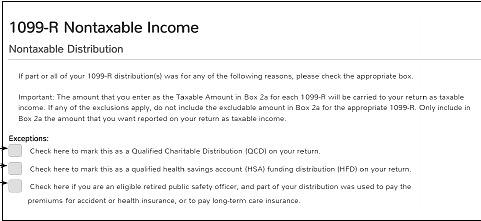 1099-R Nontaxable Income
Nontaxable Distribution
If part or all of your 1099-R distribution(s) was for any of the following reasons, please check the appropriate box.
Important: The amount that you enter as the Taxable Amount in Box 2a for each 1099-R will be carried to your return as taxable
income. If any of the exclusions apply, do not include the excludable amount in Box 2a for the appropriate 1099-R. Only include in
Box 2a the amount that you want reported on your return as taxable income.
Exceptions:
Check here to mark this as a Qualified Charitable Distribution (QCD) on your return.
Check here to mark this as a qualified health savings account (HSA) funding distribution (HFD) on your return.
Check here if you are an eligible retired public safety officer, and part of your distribution was used to pay the
premiums for accident or health insurance, or to pay long-term care insurance.